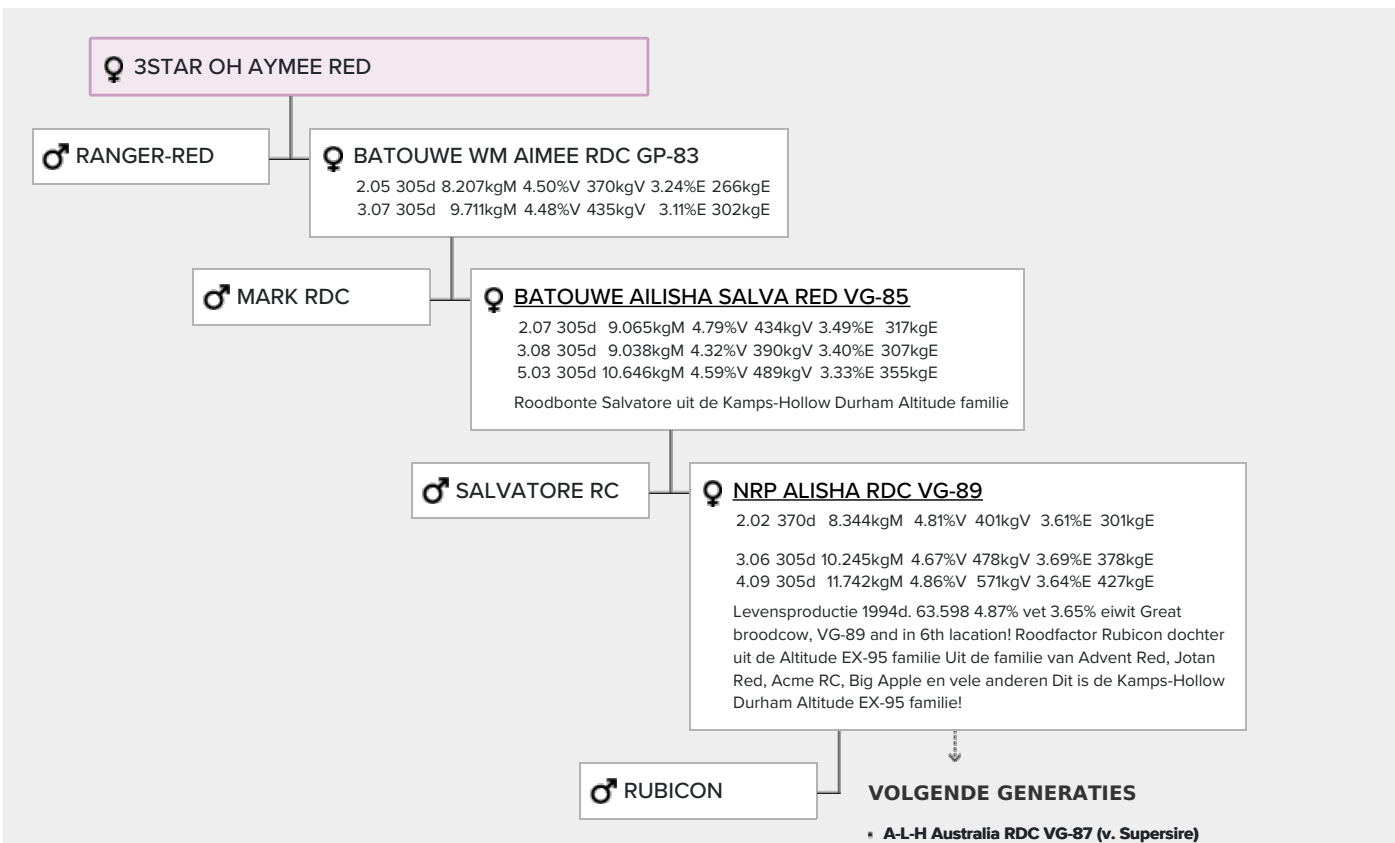 3STAR OH AYMEE RED
RANGER-RED
BATOUWE WM AIMEE RDC GP-83
2.05 305d 8.207kgM 4.50%V 370kgV 3.24%E 266kgE
3.07 305d 9.711kgM 4.48%V 435kgV 3.11%E 302kgE
MARK RDC
BATOUWE AILISHA SALVA RED VG-85
2.07 305d 9.065kgM 4.79%V 434kgV 3.49%E 317kgE
3.08 305d 9.038kgM 4.32%V 390kgV 3.40%E 307kgE
5.03 305d 10.646kgM 4.59%V 489kgV 3.33%E 355kgE
Roodbonte Salvatore uit de Kamps-Hollow Durham Altitude familie
SALVATORE RC
NRP ALISHA RDC VG-89
2.02 370d 8.344kgM 4.81%V 401kgV 3.61%E 301kgE
3.06 305d 10.245kgM 4.67%V 478kgV 3.69%E 378kgE
4.09 305d 11.742kgM 4.86%V 571kgV 3.64%E 427kgE
Levensproductie 1994d. 63.598 4.87% vet 3.65% eiwit Great
broodcow, VG-89 and in 6th lacation! Roodfactor Rubicon dochter
uit de Altitude EX-95 familie Uit de familie van Advent Red, Jotan
Red, Acme RC, Big Apple en vele anderen Dit is de Kamps-Hollow
Durham Altitude EX-95 familie!
RUBICON
VOLGENDE GENERATIES
▪ A-L-H Australia RDC VG-87 (v. Supersire)